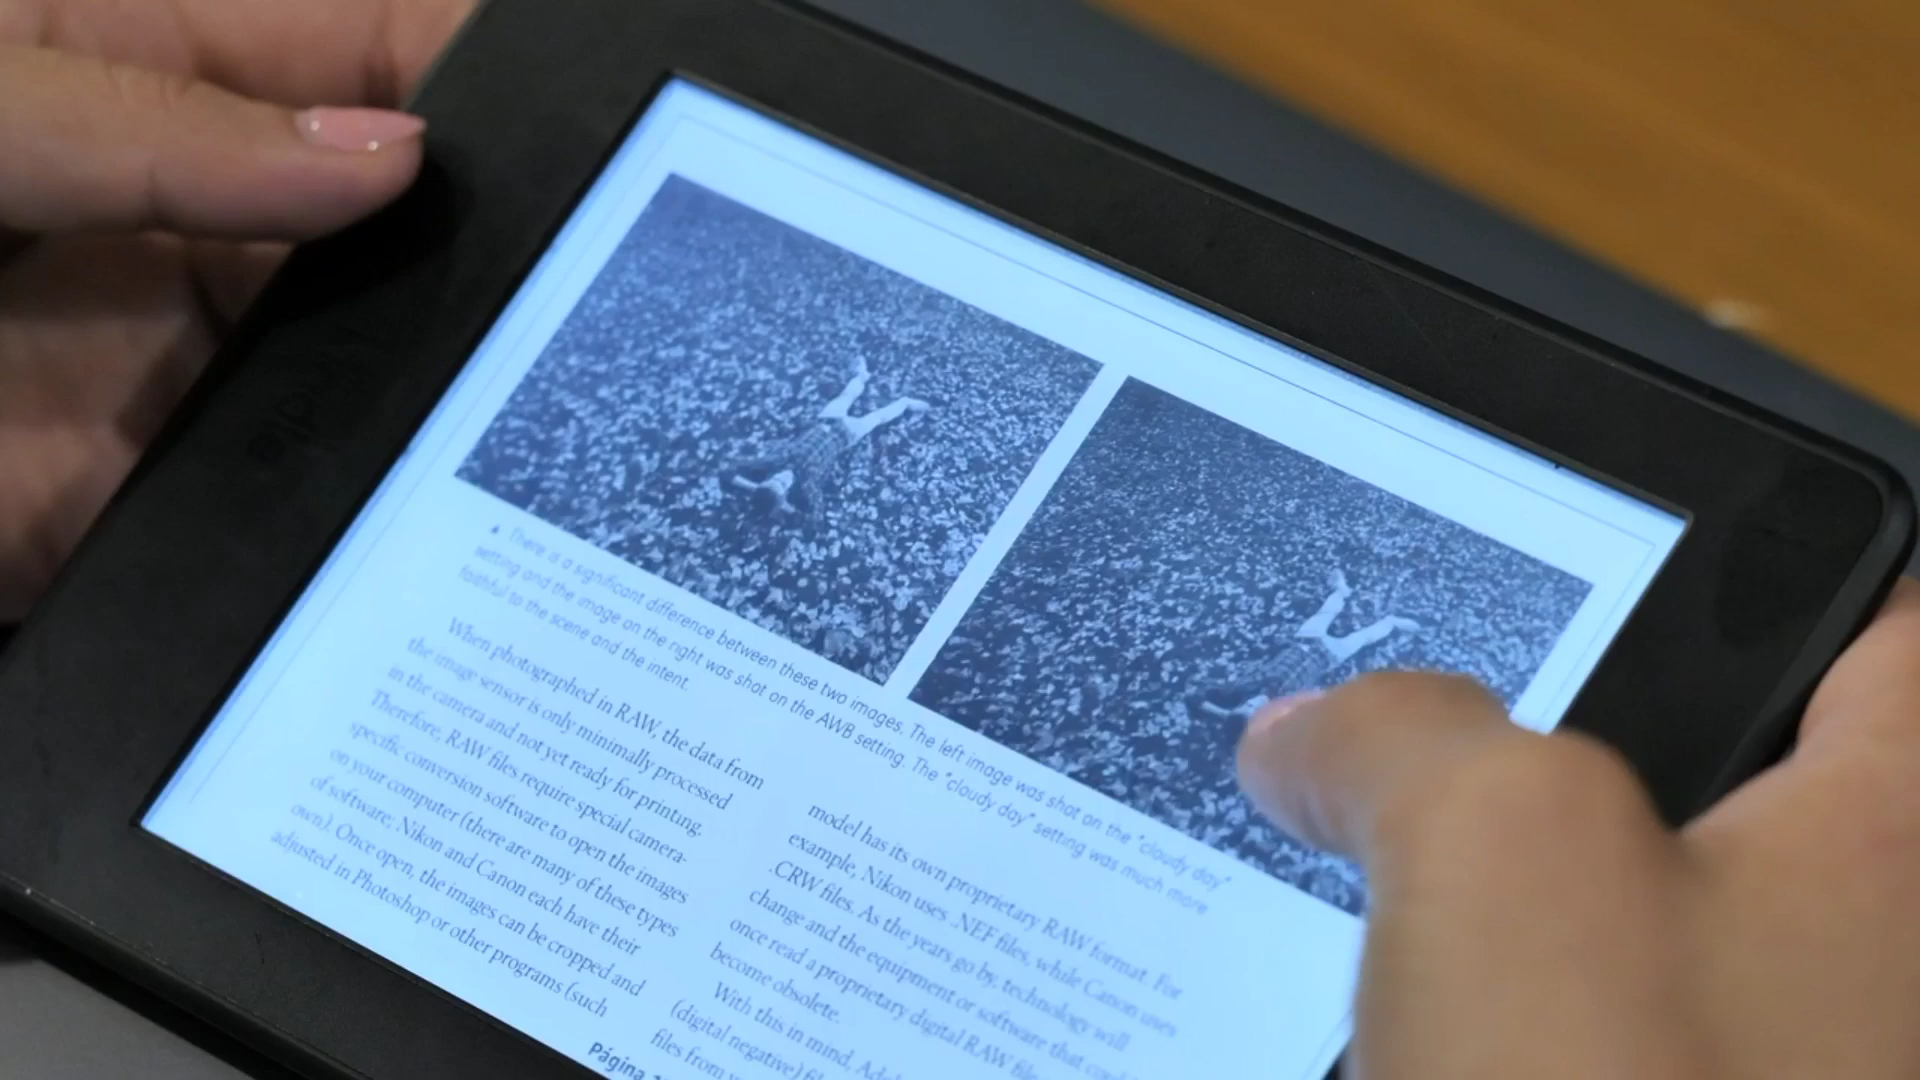 ▲ There is a significant difference between these two images. The left image was shot on the "cloudy day"
setting and the image on the right was shot on the AWB setting. The "cloudy day" setting was much more
faithful to the scene and the intent.
When photographed in RAW, the data from
the image sensor is only minimally processed
in the camera and not yet ready for printing.
Therefore, RAW files require special camera-
specific conversion software to open the images
on your computer (there are many of these types
of software; Nikon and Canon each have their
own). Once open, the images can be cropped and
adjusted in Photoshop or other programs (such
model has its own proprietary RAW format. For
example, Nikon uses .NEF files, while Canon uses
.CRW files. As the years go by, technology will
change and the equipment or software that
once read a proprietary digital RAW
become obsolete.
With this in mind,
(digital negative)
files from
Página
kindle